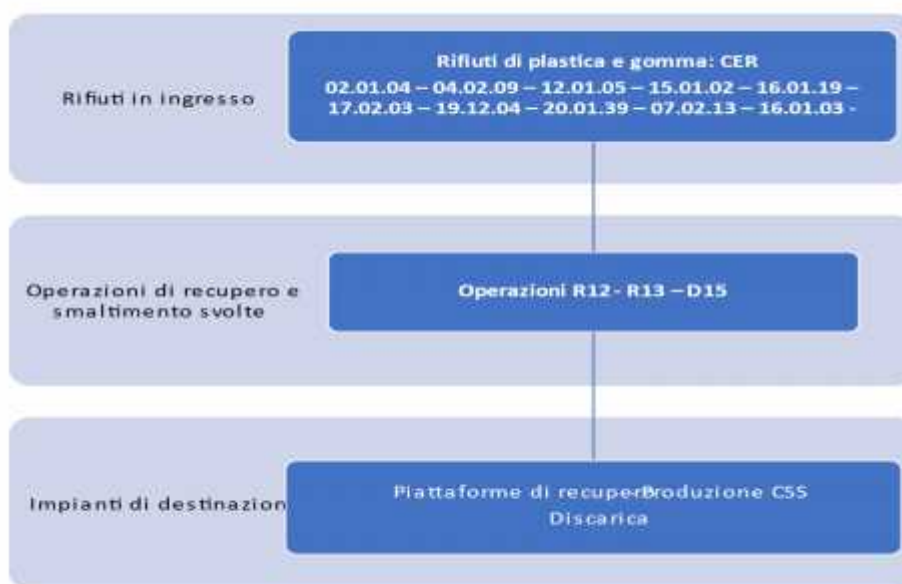 Rifiuti in ingresso
Rifiuti di plastica e gomma: CER
02.01.04 – 04.02.09 – 12.01.05 – 15.01.02 – 16.01.19 –
17.02.03 – 19.12.04 – 20.01.39 – 07.02.13 – 16.01.03 -
Operazioni di recupero e
smaltimento svolte
Operazioni R12- R13 – D15
Impianti di destinazion
Piattaforme di recupero Produzione CSS
Discarica